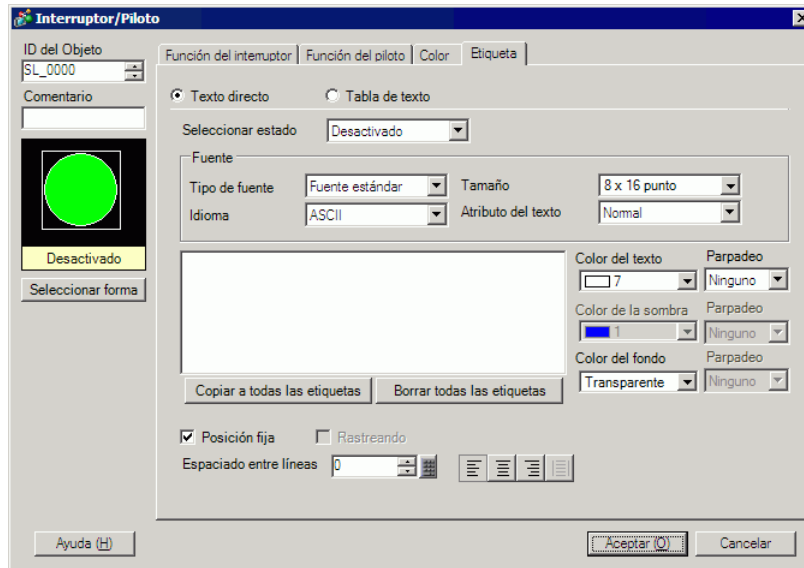 Interruptor/Piloto
ID del Objeto
SL_0000
Comentario
Desactivado
Seleccionar forma
Función del interruptor Función del piloto Color Etiqueta
Texto directo Tabla de texto
Seleccionar estado Desactivado
Fuente
Tipo de fuente Fuente estándar Tamaño 8 x 16 punto
Idioma ASCII Atributo del texto Normal
Color del texto Parpadeo
7 Ninguno
Color de la sombra Parpadeo
1 Ninguno
Color del fondo Parpadeo
Transparente Ninguno
Copiar a todas las etiquetas Borrar todas las etiquetas
Posición fija Rastreando
Espaciado entre líneas 0
Ayuda (H) Aceptar (O) Cancelar